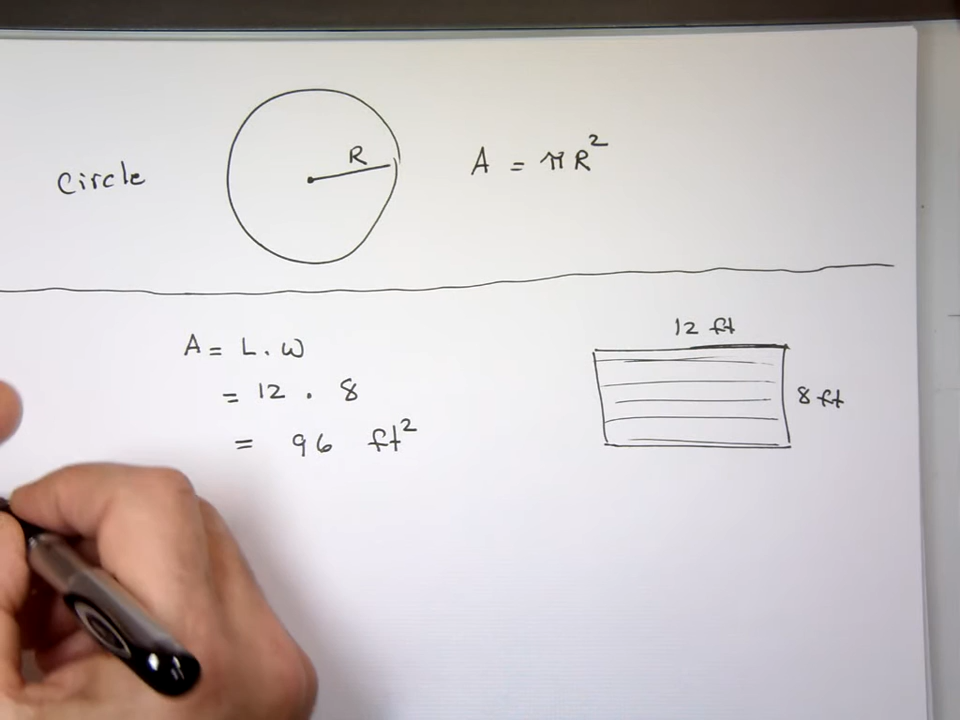 Circle R A = πR²
A = L . W
= 12 . 8
= 96 ft²
12 ft
8 ft